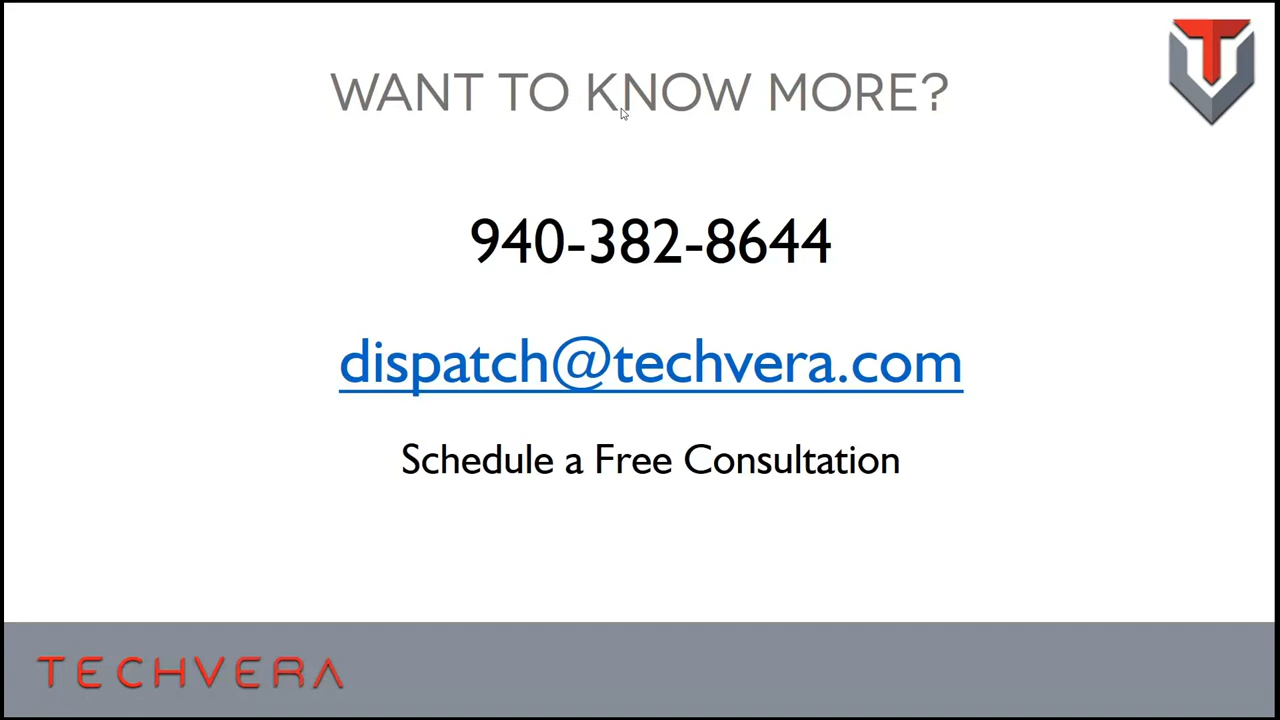 WANT TO KNOW MORE?
940-382-8644
dispatch@techvera.com
Schedule a Free Consultation
TECHVERA